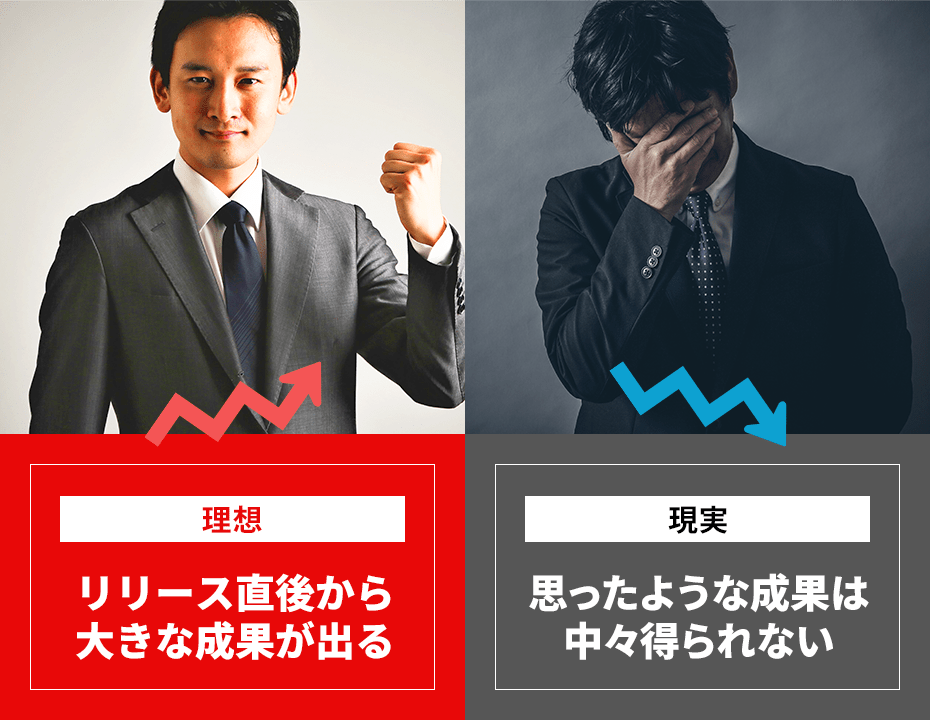 理想
リリース直後から
大きな成果が出る
現実
思ったような成果は
中々得られない